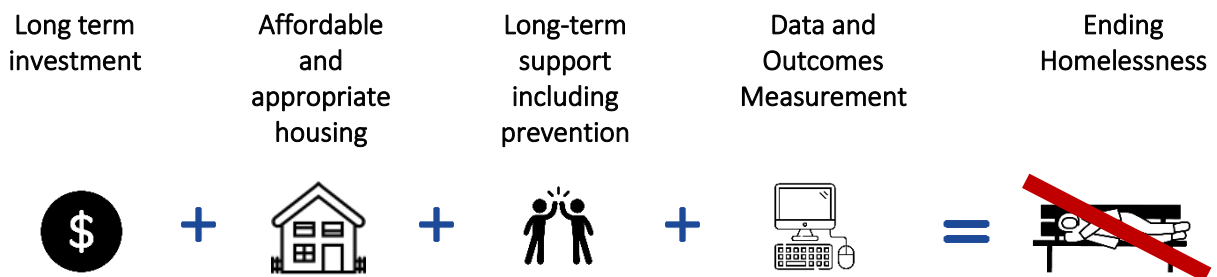 Long term
investment
Affordable
and
appropriate
housing
Long-term
support
including
prevention
Data and
Outcomes
Measurement
Ending
Homelessness
$
+
+
+
=